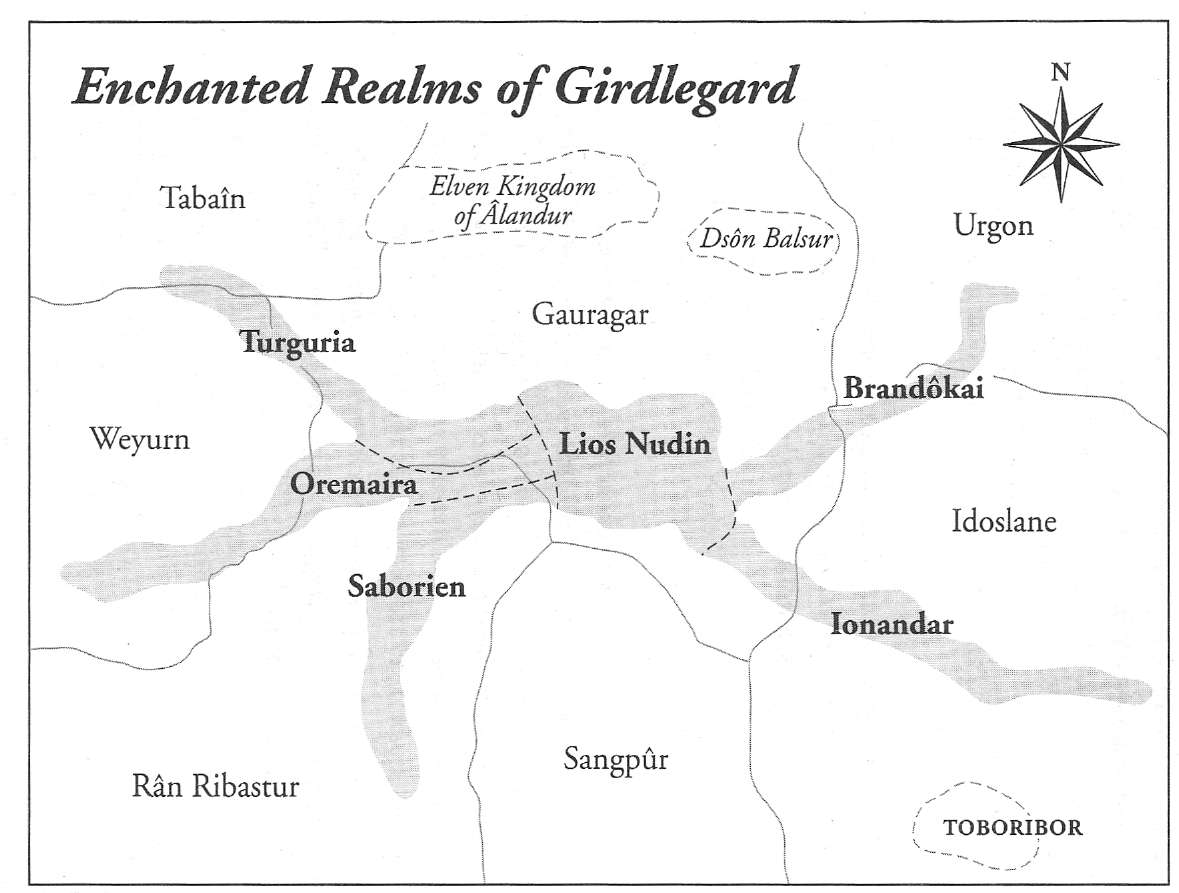 Enchanted Realms of Girdlegard
N
Tabaîn
Elven Kingdom
of Âlandur
Dsôn Balsur
Urgon
Gauragar
Turguria
Brandôkai
Weyurn
Lios Nudin
Oremaira
Idoslane
Saborien
Ionandar
Sangpûr
Rân Ribastur
TOBORIBOR